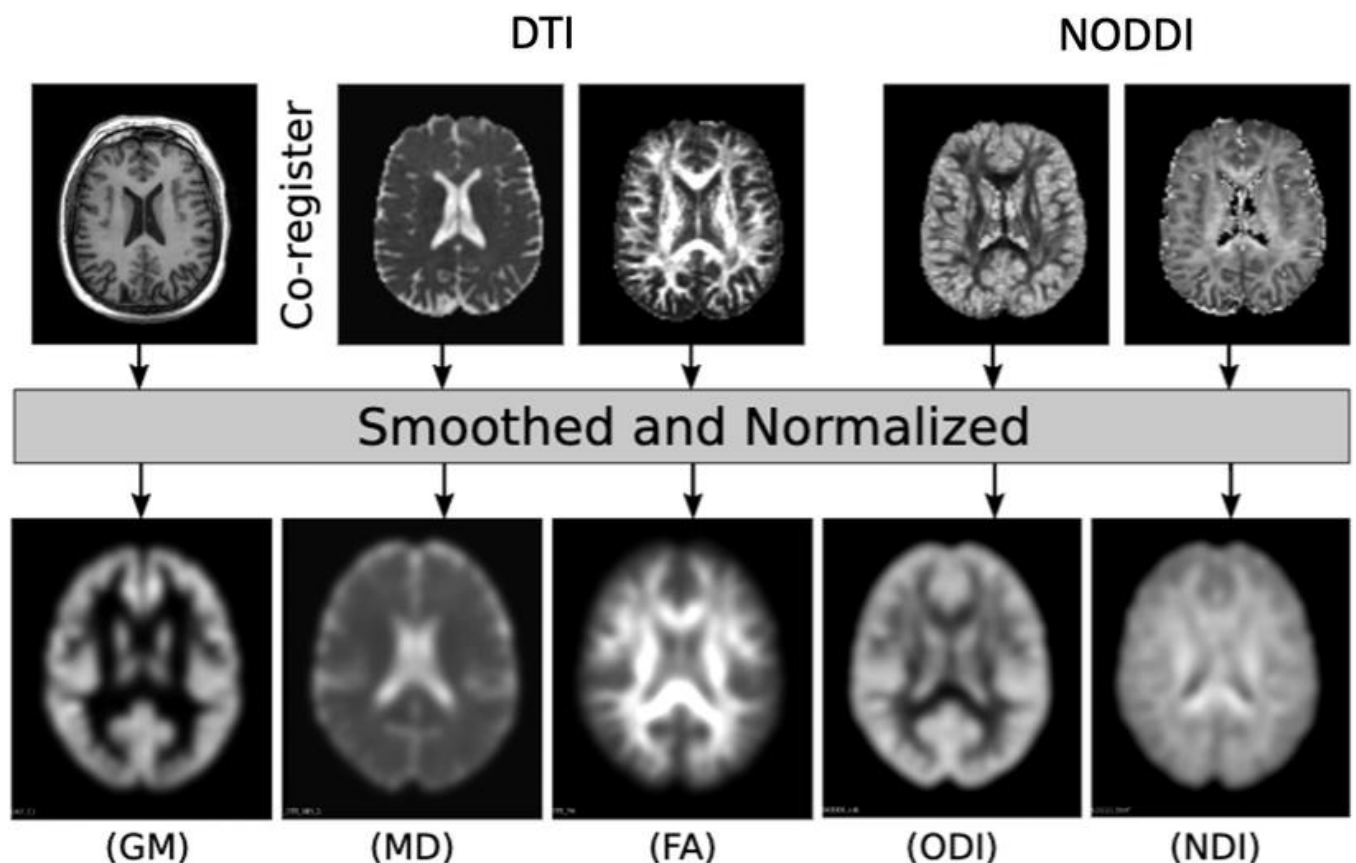 DTI
NODDI
Co-register
Smoothed and Normalized
(GM)
(MD)
(FA)
(ODI)
(NDI)